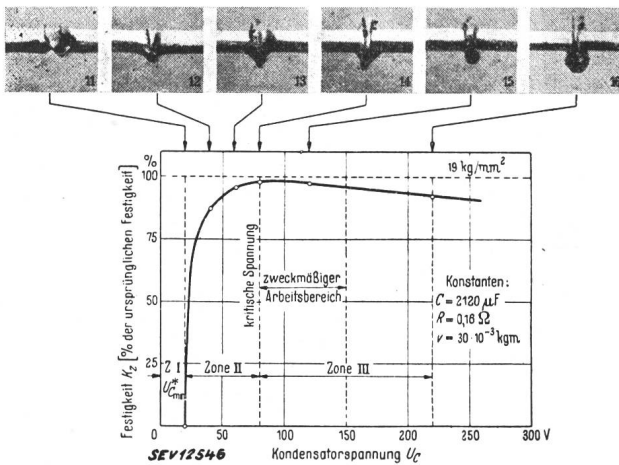 11 12 13 14 15 16
%
100
19 kg/mm²
75
50
25
0
Festigkeit K_z [% der ursprünglichen Festigkeit]
kritische Spannung
zweckmäßiger
Arbeitsbereich
Konstanten:
C = 2120 μF
R = 0,16 Ω
v = 30·10⁻³ kgm.
Z I
Zone II
Zone III
U*Cmin
0 50 100 150 200 250 300 V
SEV12546
Kondensatorspannung U_C